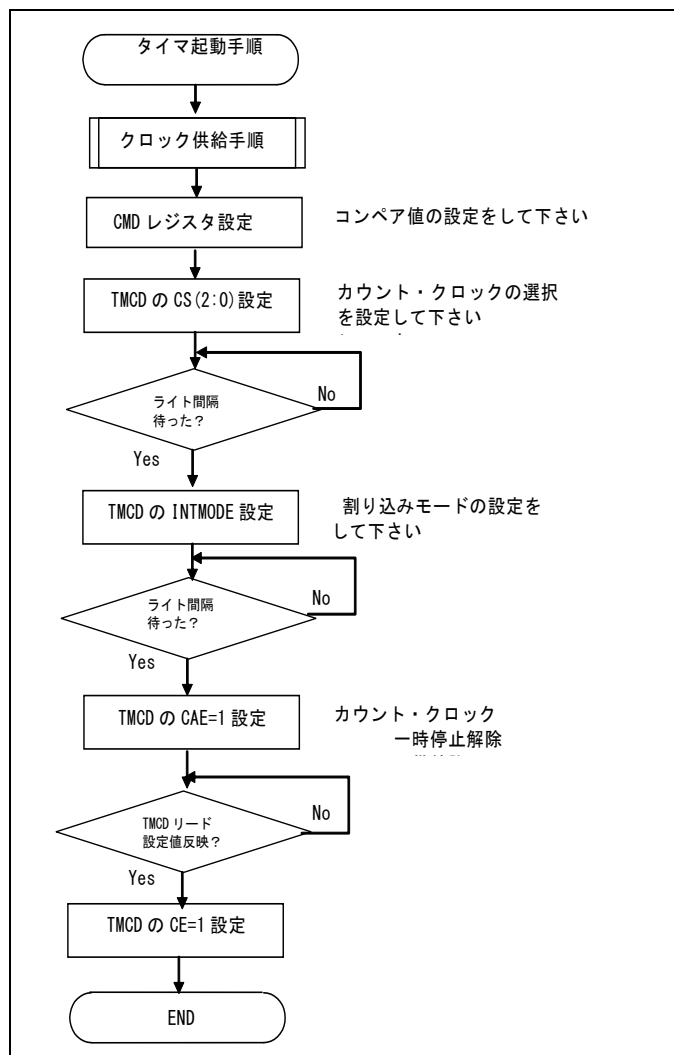 タイマ起動手順
クロック供給手順
CMD レジスタ設定
コンペア値の設定をして下さい
TMCD の CS(2:0)設定
カウント・クロックの選択
を設定して下さい
ライト間隔
待った？
No
Yes
TMCD の INTMODE 設定
割り込みモードの設定を
して下さい
ライト間隔
待った？
No
Yes
TMCD の CAE=1 設定
カウント・クロック
一時停止解除
TMCD リード
設定値反映？
No
Yes
TMCD の CE=1 設定
END